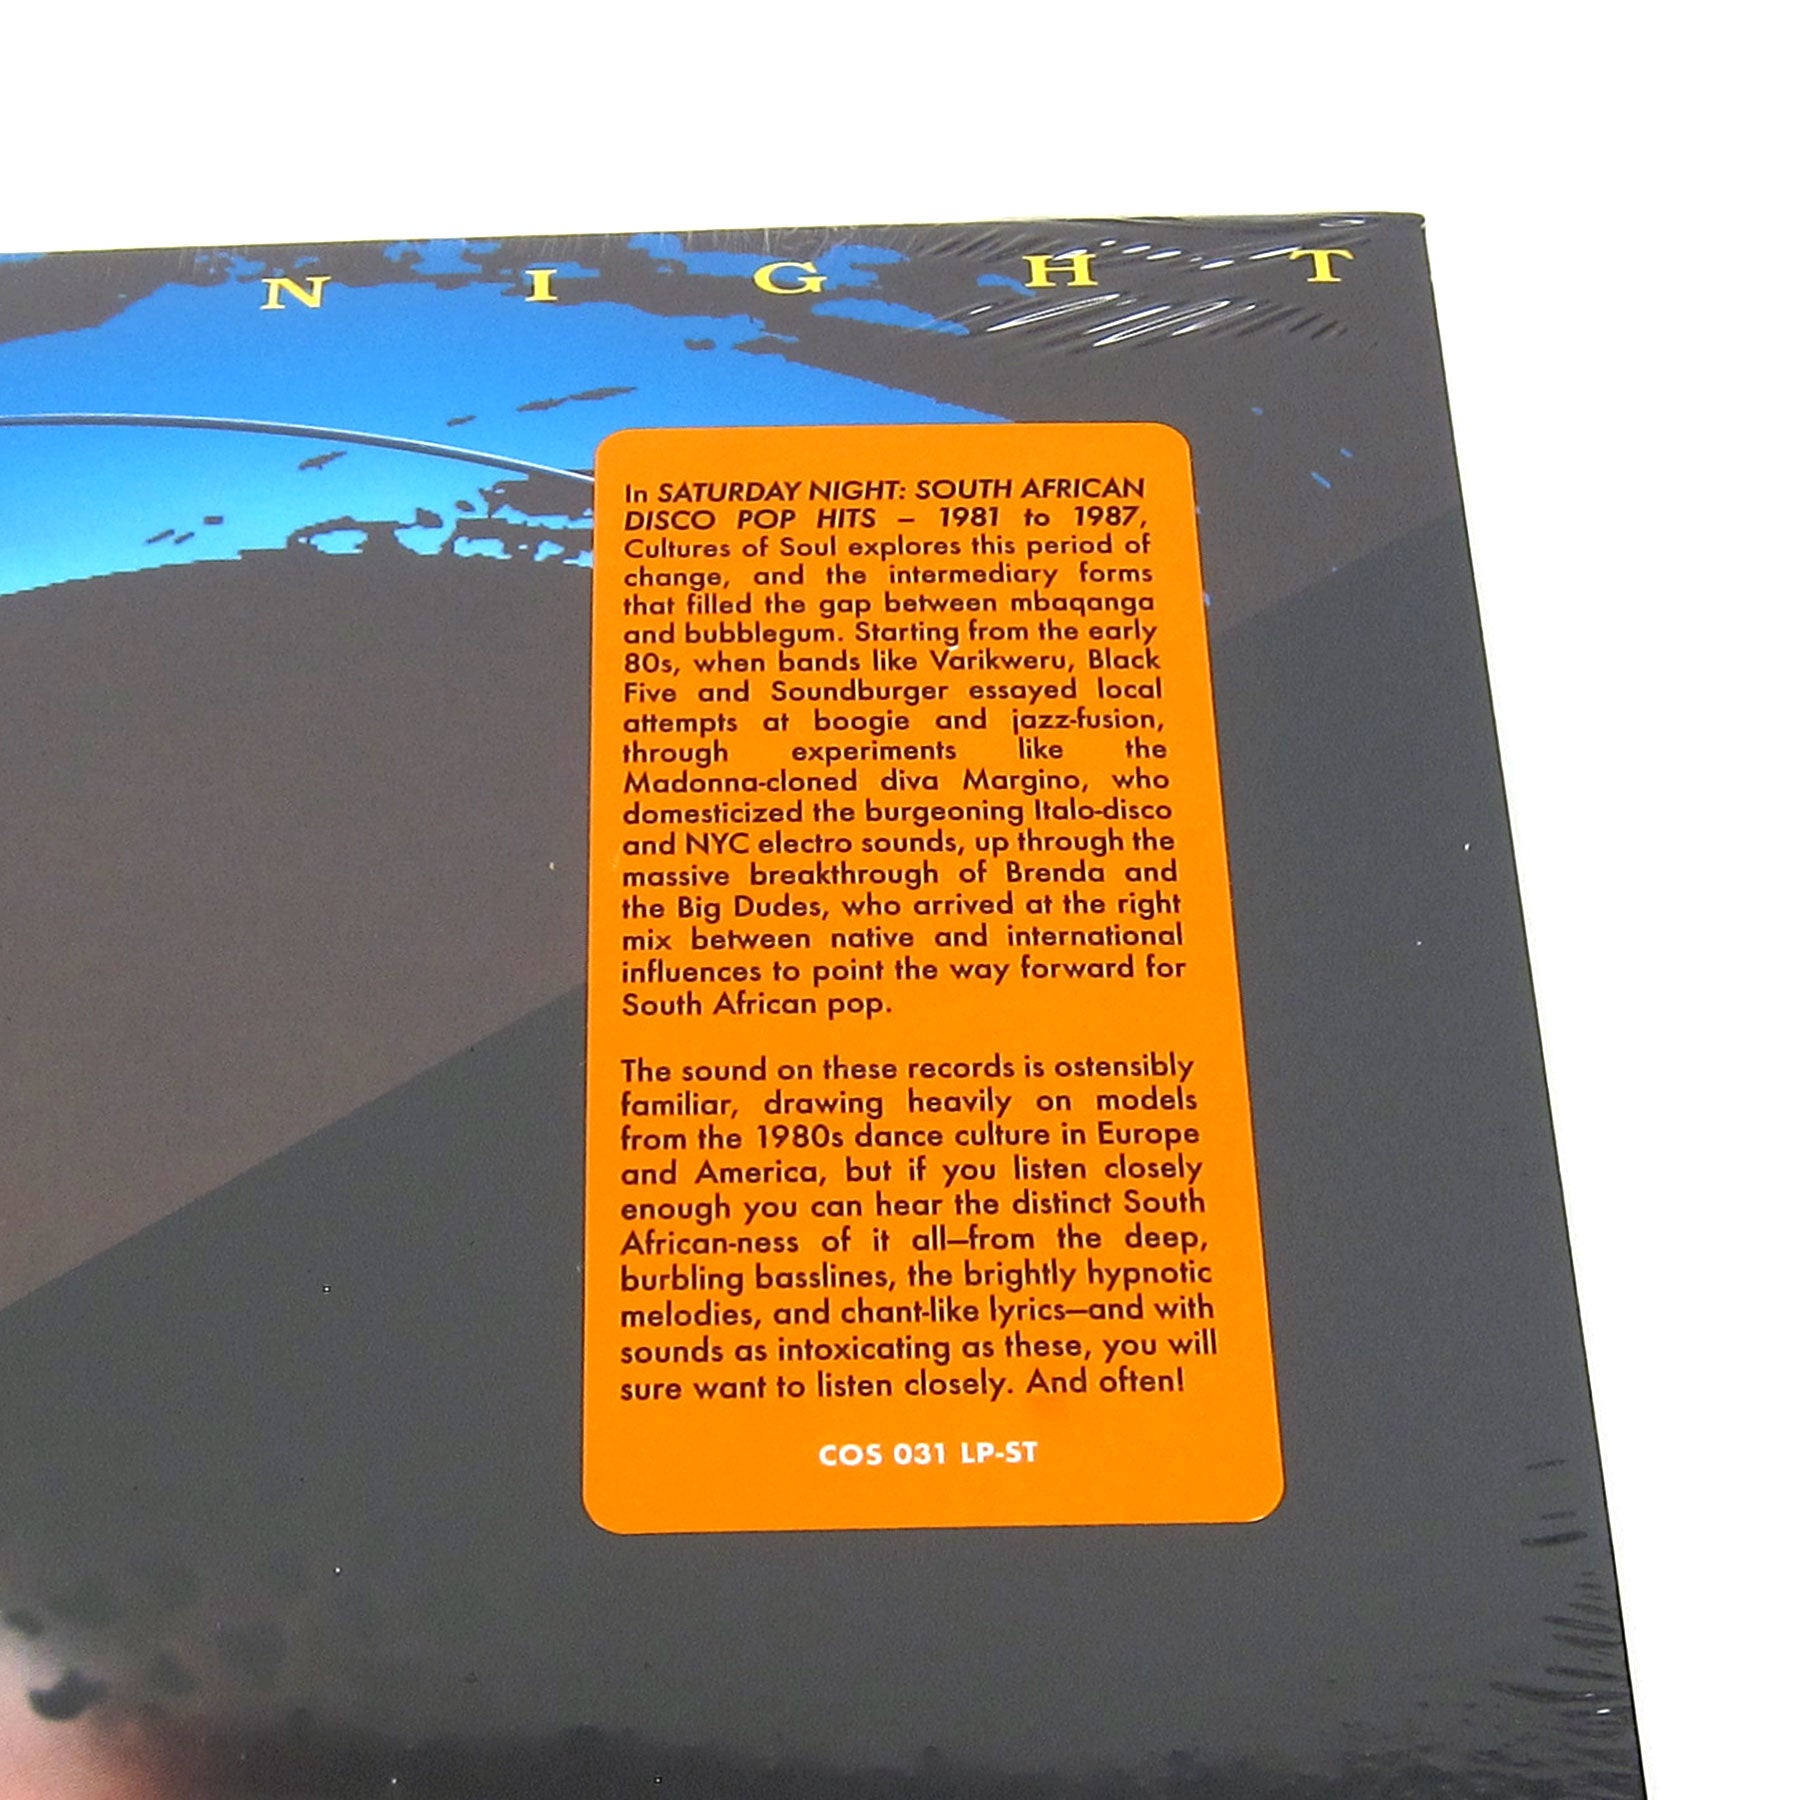 N I G H T
In SATURDAY NIGHT: SOUTH AFRICAN
DISCO POP HITS – 1981 to 1987,
Cultures of Soul explores this period of
change, and the intermediary forms
that filled the gap between mbaqanga
and bubblegum. Starting from the early
80s, when bands like Varikweru, Black
Five and Soundburger essayed local
attempts at boogie and jazz-fusion,
through experiments like the
Madonna-cloned diva Margino, who
domesticized the burgeoning Italo-disco
and NYC electro sounds, up through the
massive breakthrough of Brenda and
the Big Dudes, who arrived at the right
mix between native and international
influences to point the way forward for
South African pop.
The sound on these records is ostensibly
familiar, drawing heavily on models
from the 1980s dance culture in Europe
and America, but if you listen closely
enough you can hear the distinct South
African-ness of it all—from the deep,
burbling basslines, the brightly hypnotic
melodies, and chant-like lyrics—and with
sounds as intoxicating as these, you will
sure want to listen closely. And often!
COS 031 LP-ST